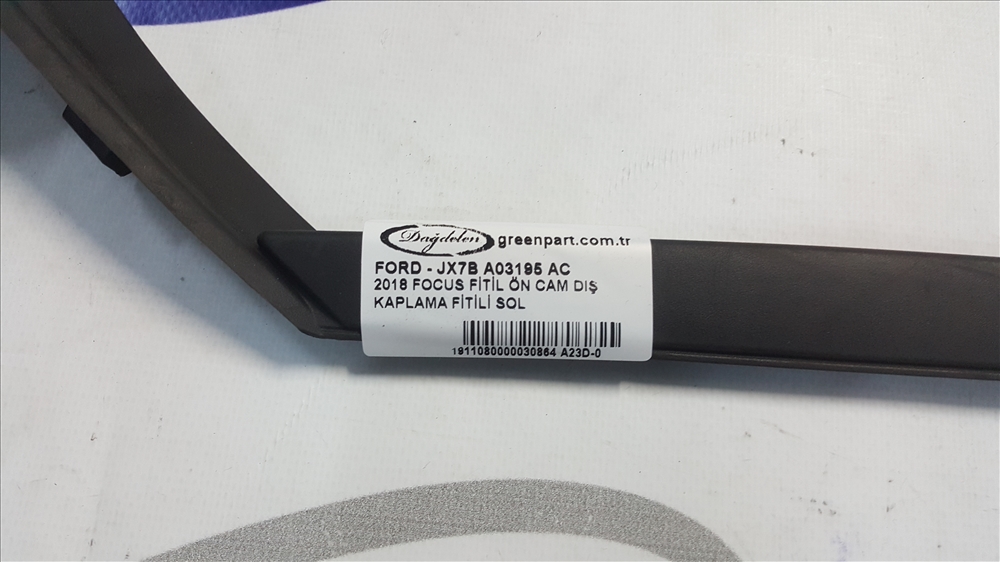 Dağdelen greenpart.com.tr
FORD - JX7B A03195 AC
2018 FOCUS FİTİL ÖN CAM DIŞ
KAPLAMA FİTİLİ SOL
1911080000030864 A23D-0